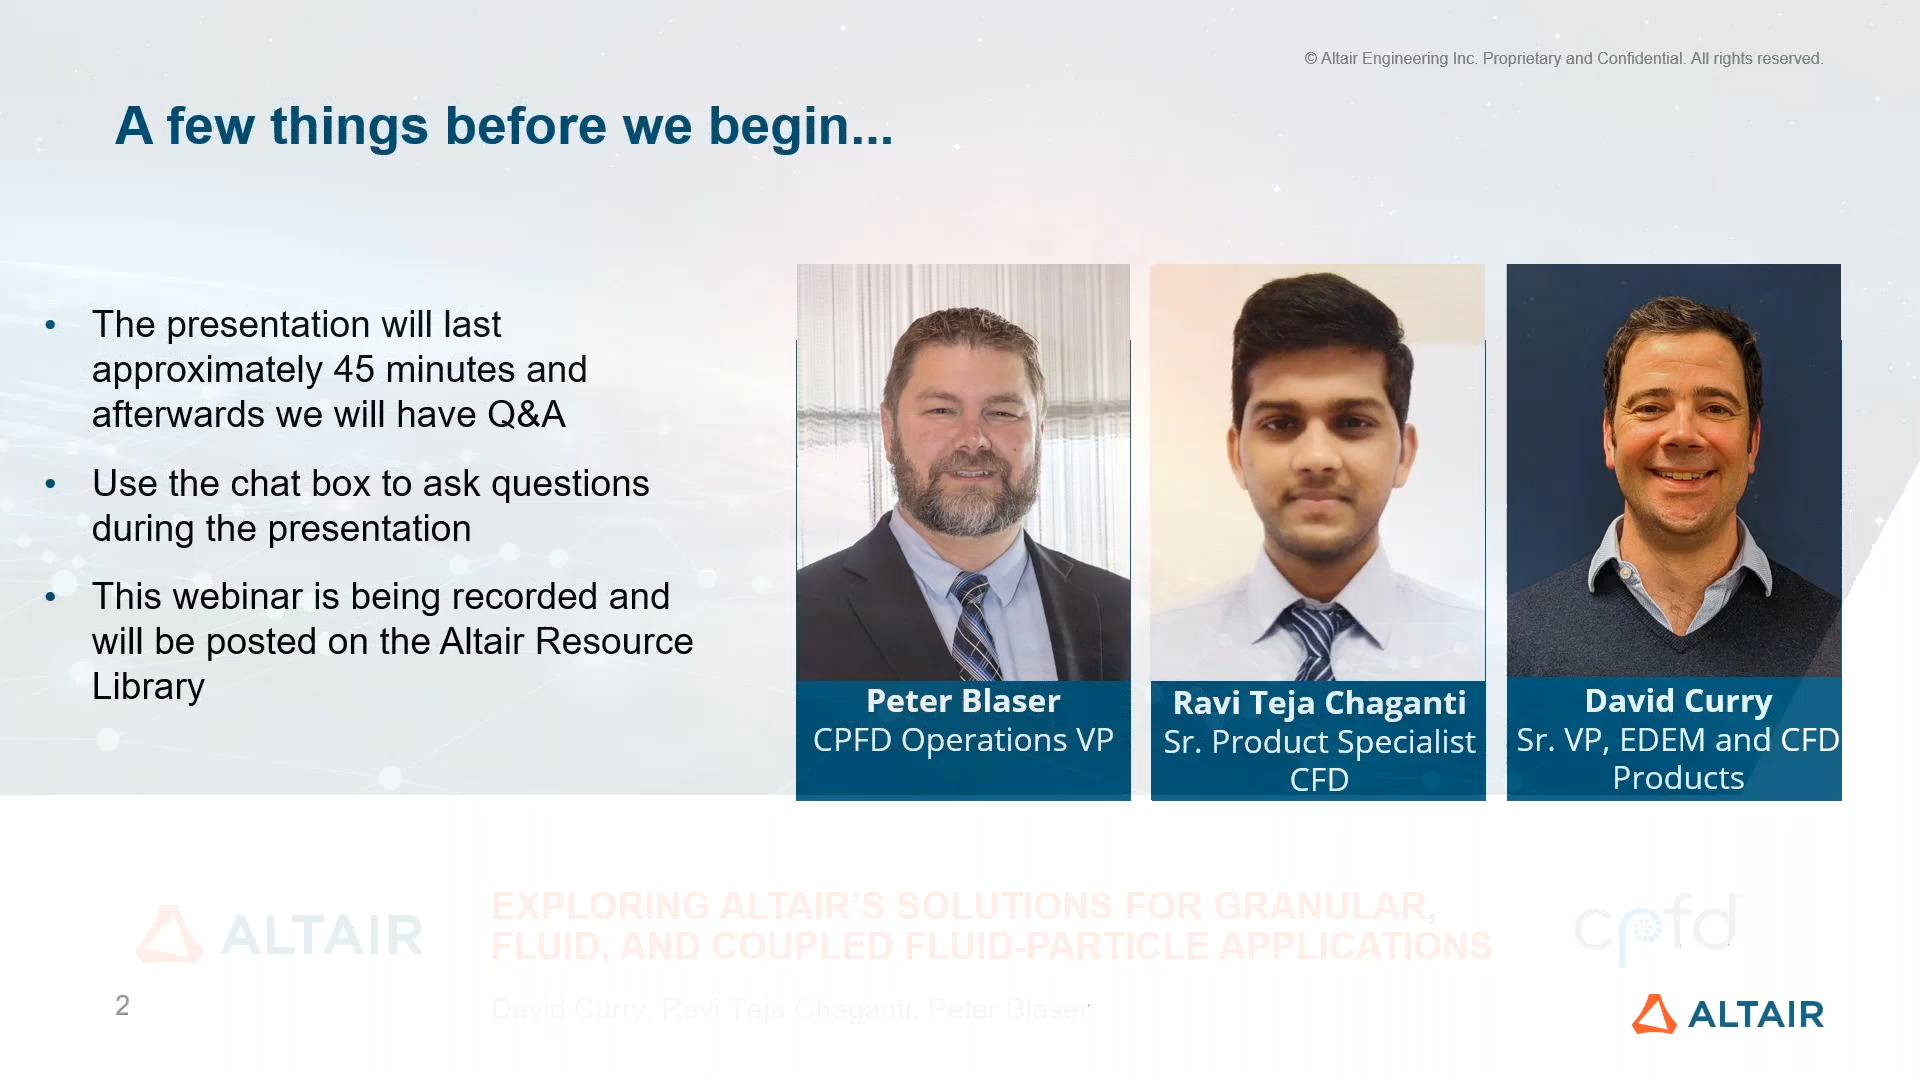 © Altair Engineering Inc. Proprietary and Confidential. All rights reserved.
A few things before we begin...
• The presentation will last
approximately 45 minutes and
afterwards we will have Q&A
• Use the chat box to ask questions
during the presentation
• This webinar is being recorded and
will be posted on the Altair Resource
Library
Peter Blaser
CPFD Operations VP
Ravi Teja Chaganti
Sr. Product Specialist
CFD
David Curry
Sr. VP, EDEM and CFD
Products
ALTAIR
EXPLORING ALTAIR’S SOLUTIONS FOR GRANULAR,
FLUID, AND COUPLED FLUID-PARTICLE APPLICATIONS
cpfd
David Curry, Ravi Teja Chaganti, Peter Blaser
2
ALTAIR